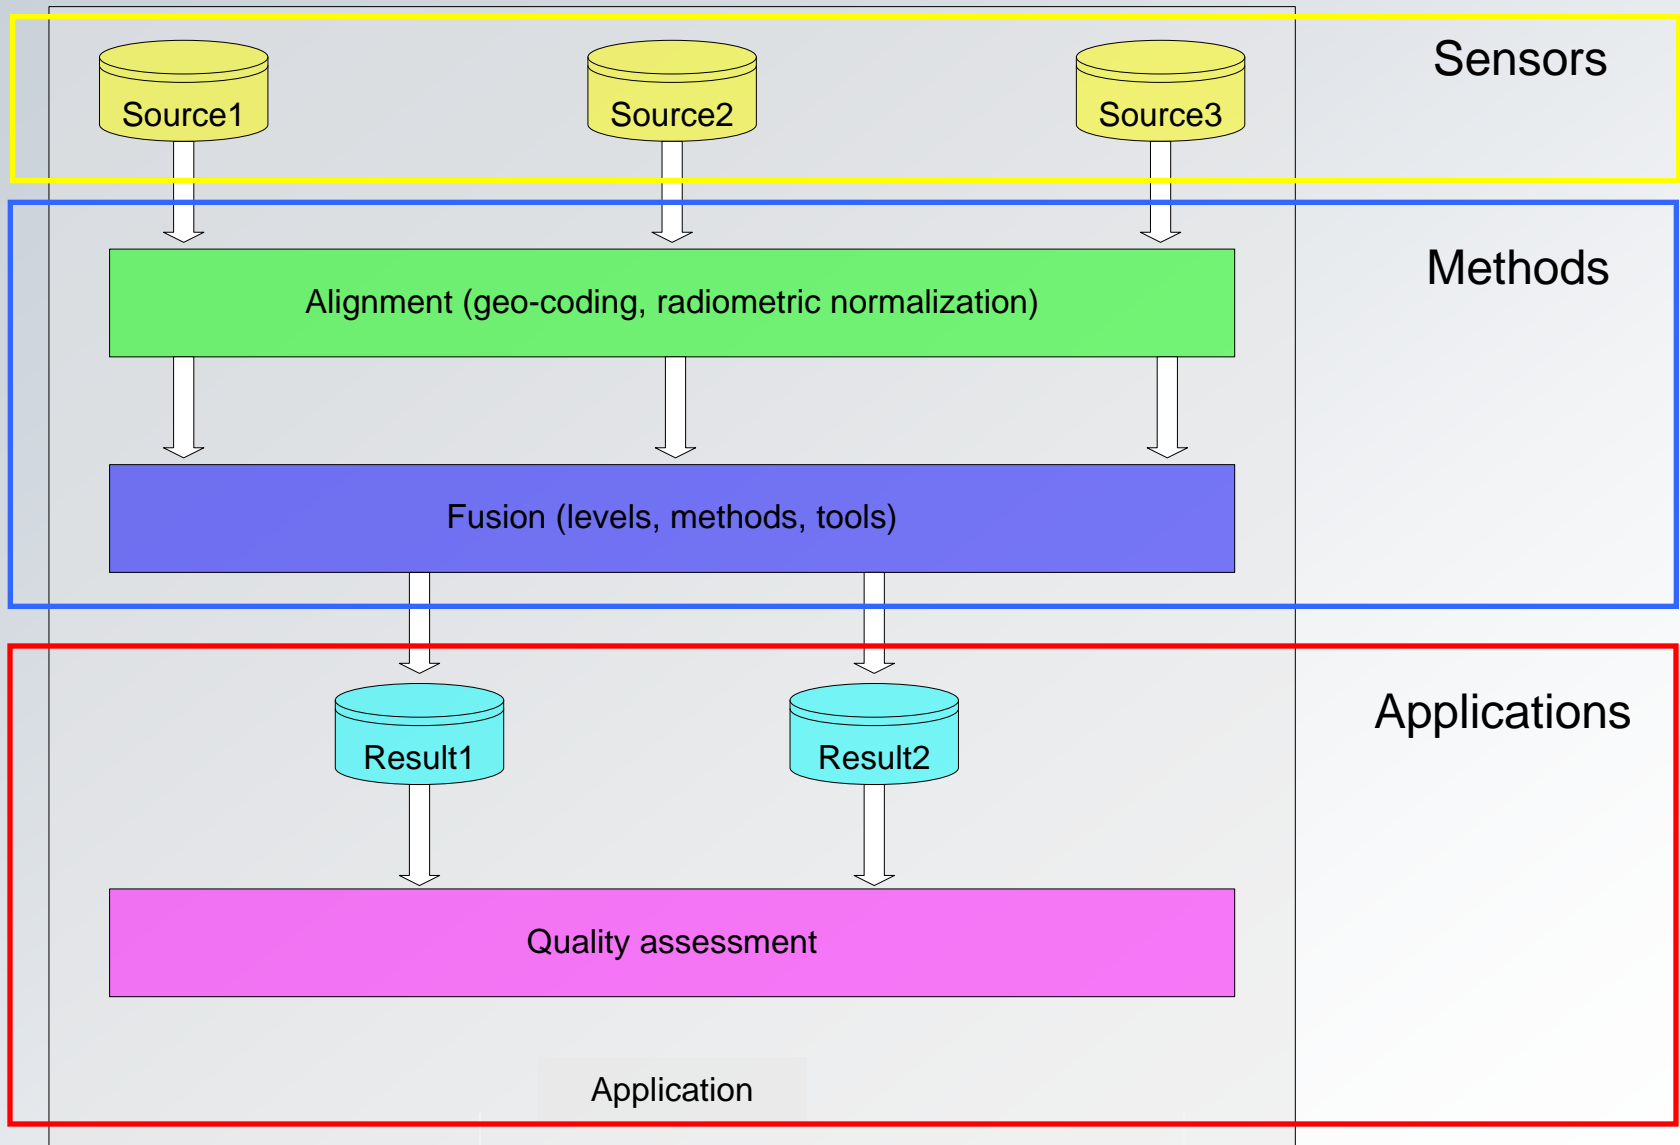 Sensors
Source1
Source2
Source3
Methods
Alignment (geo-coding, radiometric normalization)
Fusion (levels, methods, tools)
Applications
Result1
Result2
Quality assessment
Application